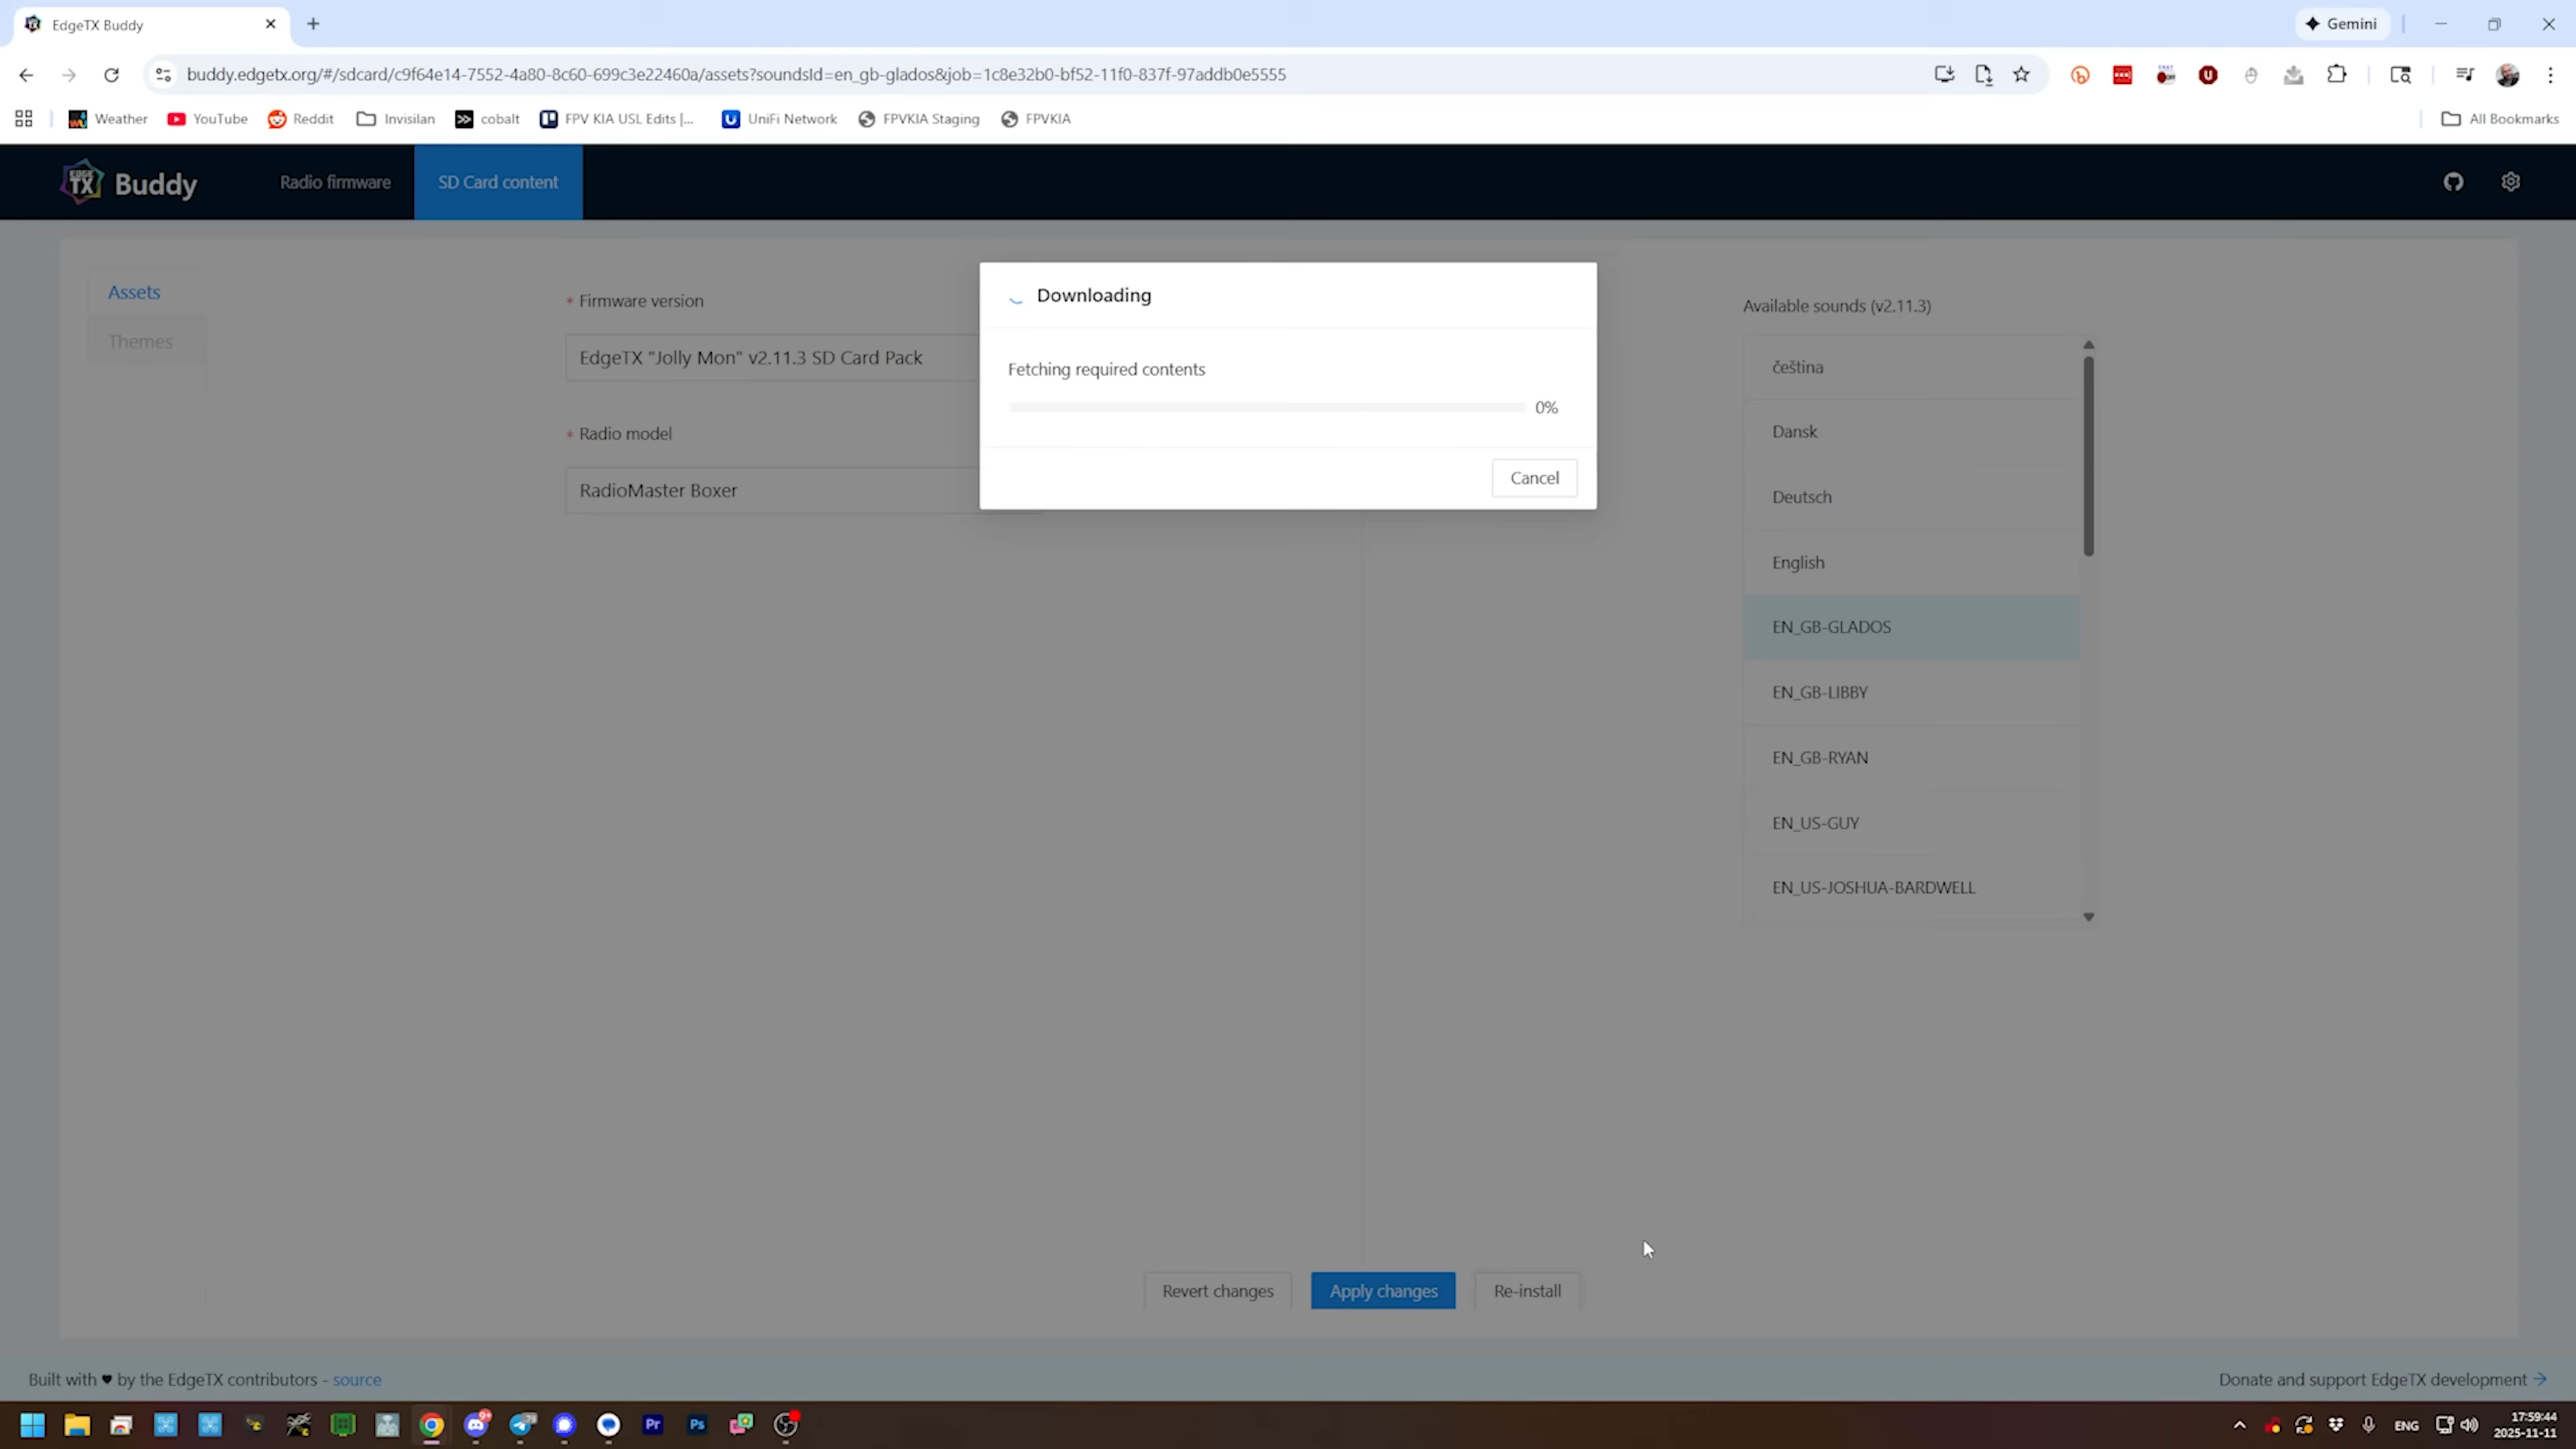 EdgeTX Buddy
Gemini
buddy.edgetx.org/#/sdcard/c9f64e14-7552-4a80-8c60-699c3e22460a/assets?soundsId=en_gb-glados&job=1c8e32b0-bf52-11f0-837f-97addb0e5555
Weather
YouTube
Reddit
Invisilan
cobalt
FPV KIA USL Edits |...
UniFi Network
FPVKIA Staging
FPVKIA
All Bookmarks
EDGE TX Buddy
Radio firmware
SD Card content
Assets
Themes
* Firmware version
EdgeTX "Jolly Mon" v2.11.3 SD Card Pack
* Radio model
RadioMaster Boxer
Downloading
Fetching required contents
0%
Cancel
Available sounds (v2.11.3)
čeština
Dansk
Deutsch
English
EN_GB-GLADOS
EN_GB-LIBBY
EN_GB-RYAN
EN_US-GUY
EN_US-JOSHUA-BARDWELL
Revert changes
Apply changes
Re-install
Built with ♥ by the EdgeTX contributors - source
Donate and support EdgeTX development →
Pr
Ps
ENG
17:59:44
2025-11-11